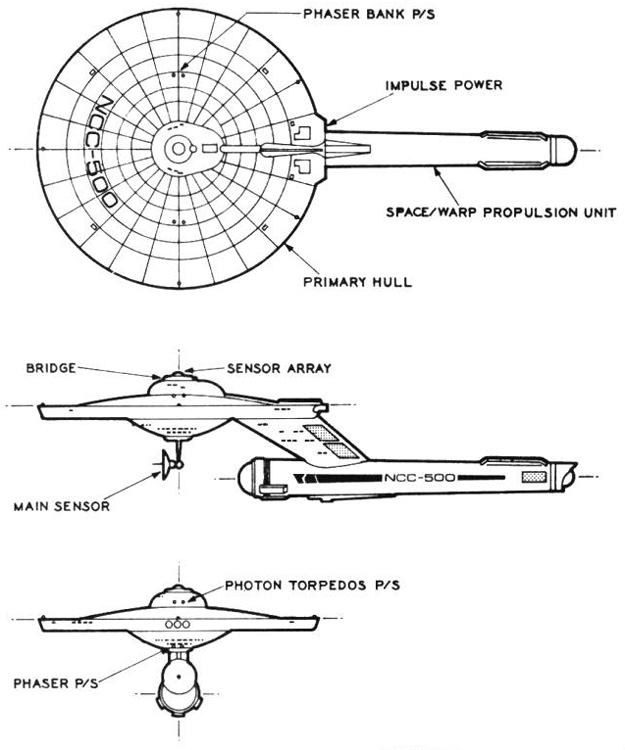 PHASER BANK P/S
IMPULSE POWER
NCC-500
SPACE/WARP PROPULSION UNIT
PRIMARY HULL
BRIDGE
SENSOR ARRAY
NCC-500
MAIN SENSOR
PHOTON TORPEDOS P/S
PHASER P/S